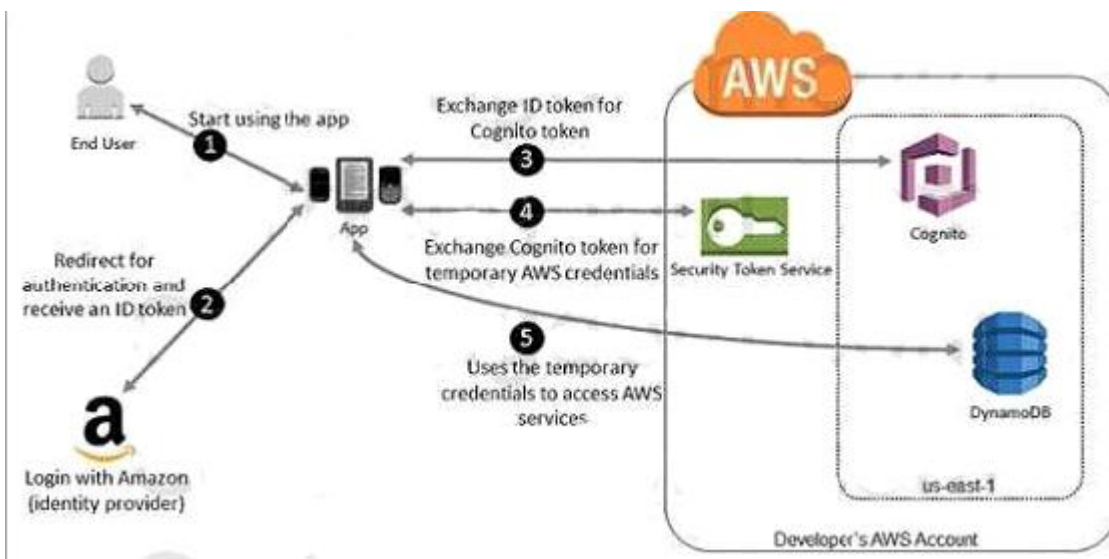 AWS
End User
Start using the app
1
Exchange ID token for
Cognito token
3
Cognito
App
4
Exchange Cognito token for
temporary AWS credentials
Security Token Service
Redirect for
authentication and
receive an ID token
2
5
Uses the temporary
credentials to access AWS
services
DynamoDB
a
Login with Amazon
(identity provider)
us-east-1
Developer's AWS Account